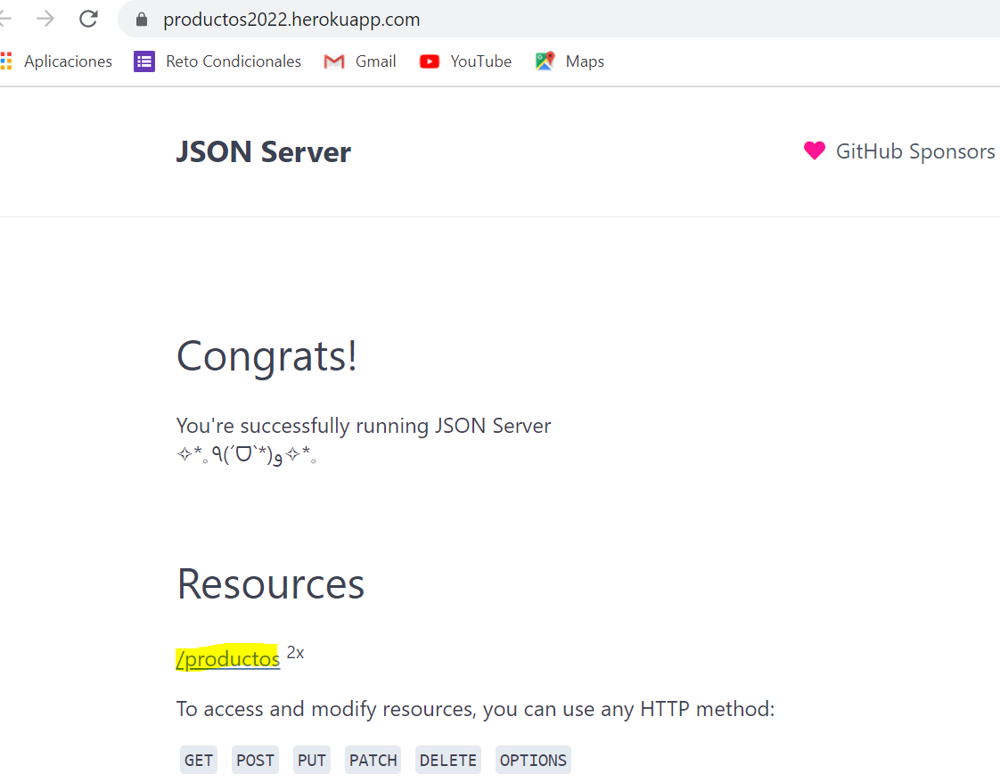 productos2022.herokuapp.com
Aplicaciones Reto Condicionales Gmail YouTube Maps
JSON Server GitHub Sponsors
Congrats!
You're successfully running JSON Server
✧*｡٩(ˊᗜˋ*)و✧*｡
Resources
/productos 2x
To access and modify resources, you can use any HTTP method:
GET POST PUT PATCH DELETE OPTIONS